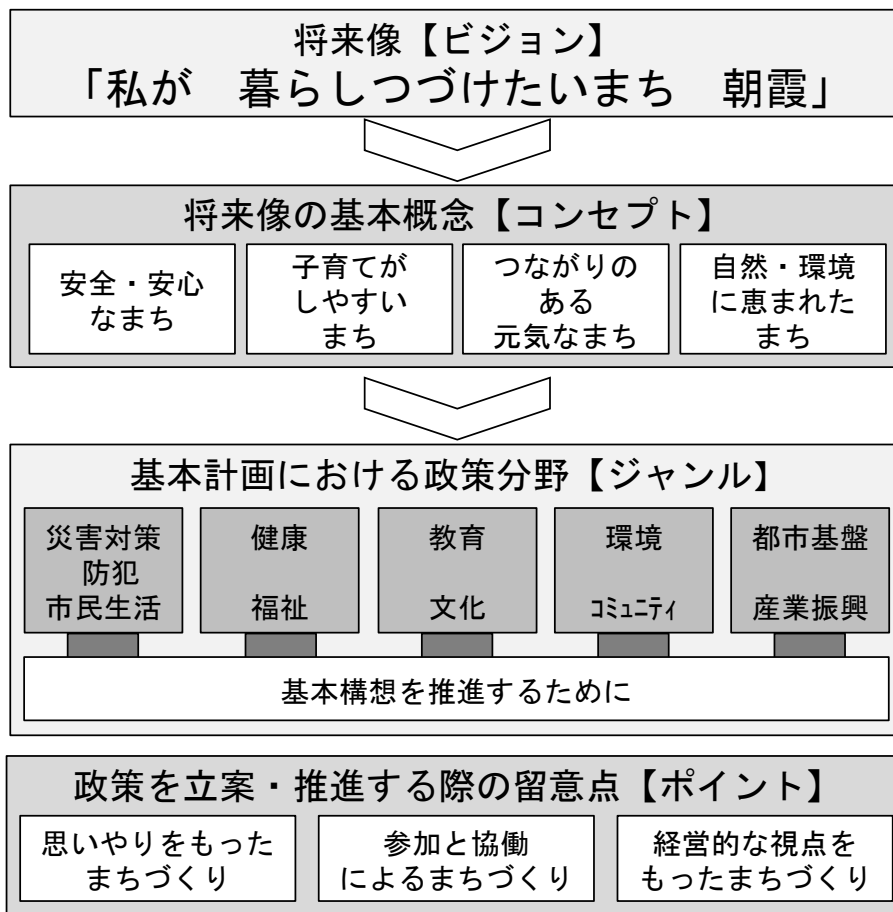 将来像【ビジョン】
「私が　暮らしつづけたいまち　朝霞」
将来像の基本概念【コンセプト】
安全・安心
なまち
子育てが
しやすい
まち
つながりの
ある
元気なまち
自然・環境
に恵まれた
まち
基本計画における政策分野【ジャンル】
災害対策
防犯
市民生活
健康
福祉
教育
文化
環境
ｺﾐｭﾆﾃｨ
都市基盤
産業振興
基本構想を推進するために
政策を立案・推進する際の留意点【ポイント】
思いやりをもった
まちづくり
参加と協働
によるまちづくり
経営的な視点を
もったまちづくり